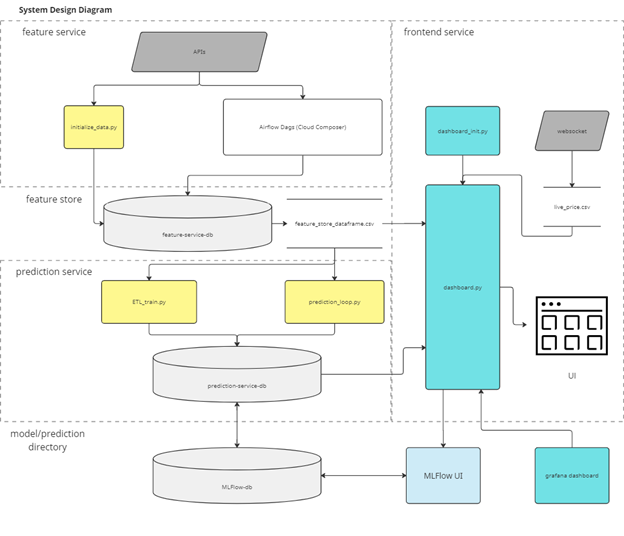 System Design Diagram
feature service
frontend service
APIs
initialize_data.py
Airflow Dags (Cloud Composer)
dashboard_init.py
websocket
feature store
feature-service-db
feature_store_dataframe.csv
live_price.csv
prediction service
ETL_train.py
prediction_loop.py
dashboard.py
UI
prediction-service-db
model/prediction
directory
MLFlow-db
MLFlow UI
grafana dashboard